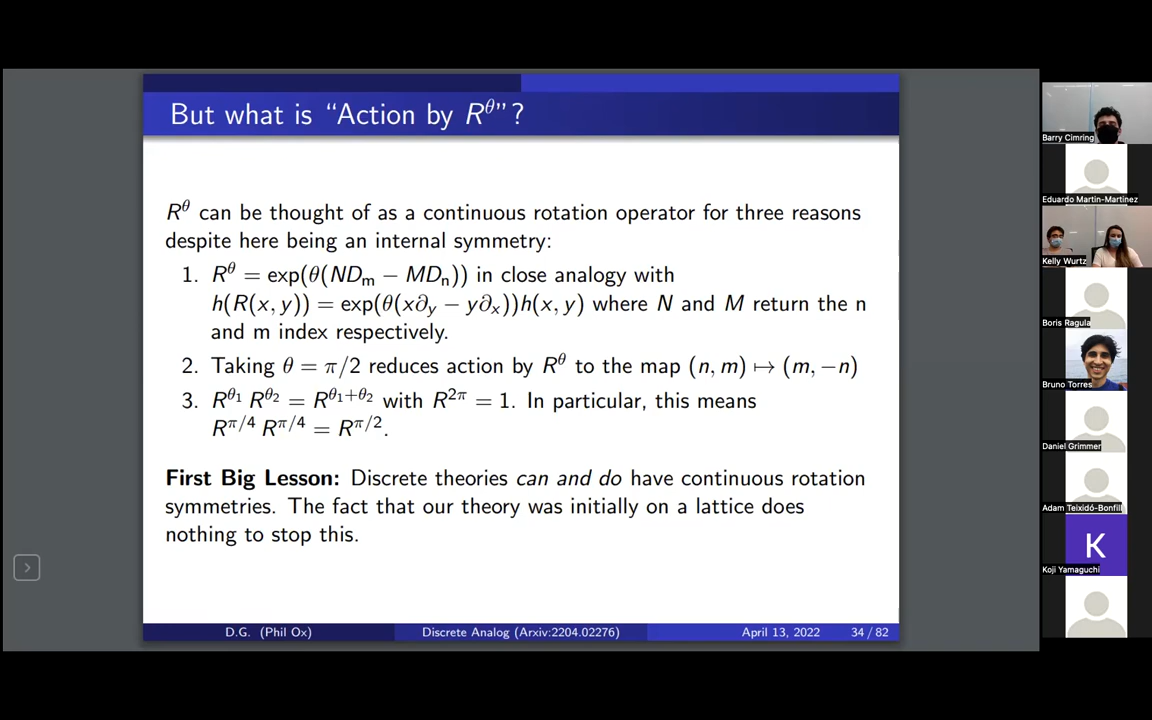 But what is “Action by R^θ”?
R^θ can be thought of as a continuous rotation operator for three reasons
despite here being an internal symmetry:
1. R^θ = exp(θ(ND_m − MD_n)) in close analogy with
h(R(x, y)) = exp(θ(x∂_y − y∂_x))h(x, y) where N and M return the n
and m index respectively.
2. Taking θ = π/2 reduces action by R^θ to the map (n, m) ↦ (m, −n)
3. R^θ₁ R^θ₂ = R^θ₁+θ₂ with R^2π = 1. In particular, this means
R^π/4 R^π/4 = R^π/2.
First Big Lesson: Discrete theories can and do have continuous rotation
symmetries. The fact that our theory was initially on a lattice does
nothing to stop this.
D.G. (Phil Ox) Discrete Analog (Arxiv:2204.02276) April 13, 2022 34 / 82
Barry Cimring
Eduardo Martin-Martinez
Kelly Wurtz
Boris Ragula
Bruno Torres
Daniel Grimmer
Adam Teixidó-Bonfill
K
Koji Yamaguchi